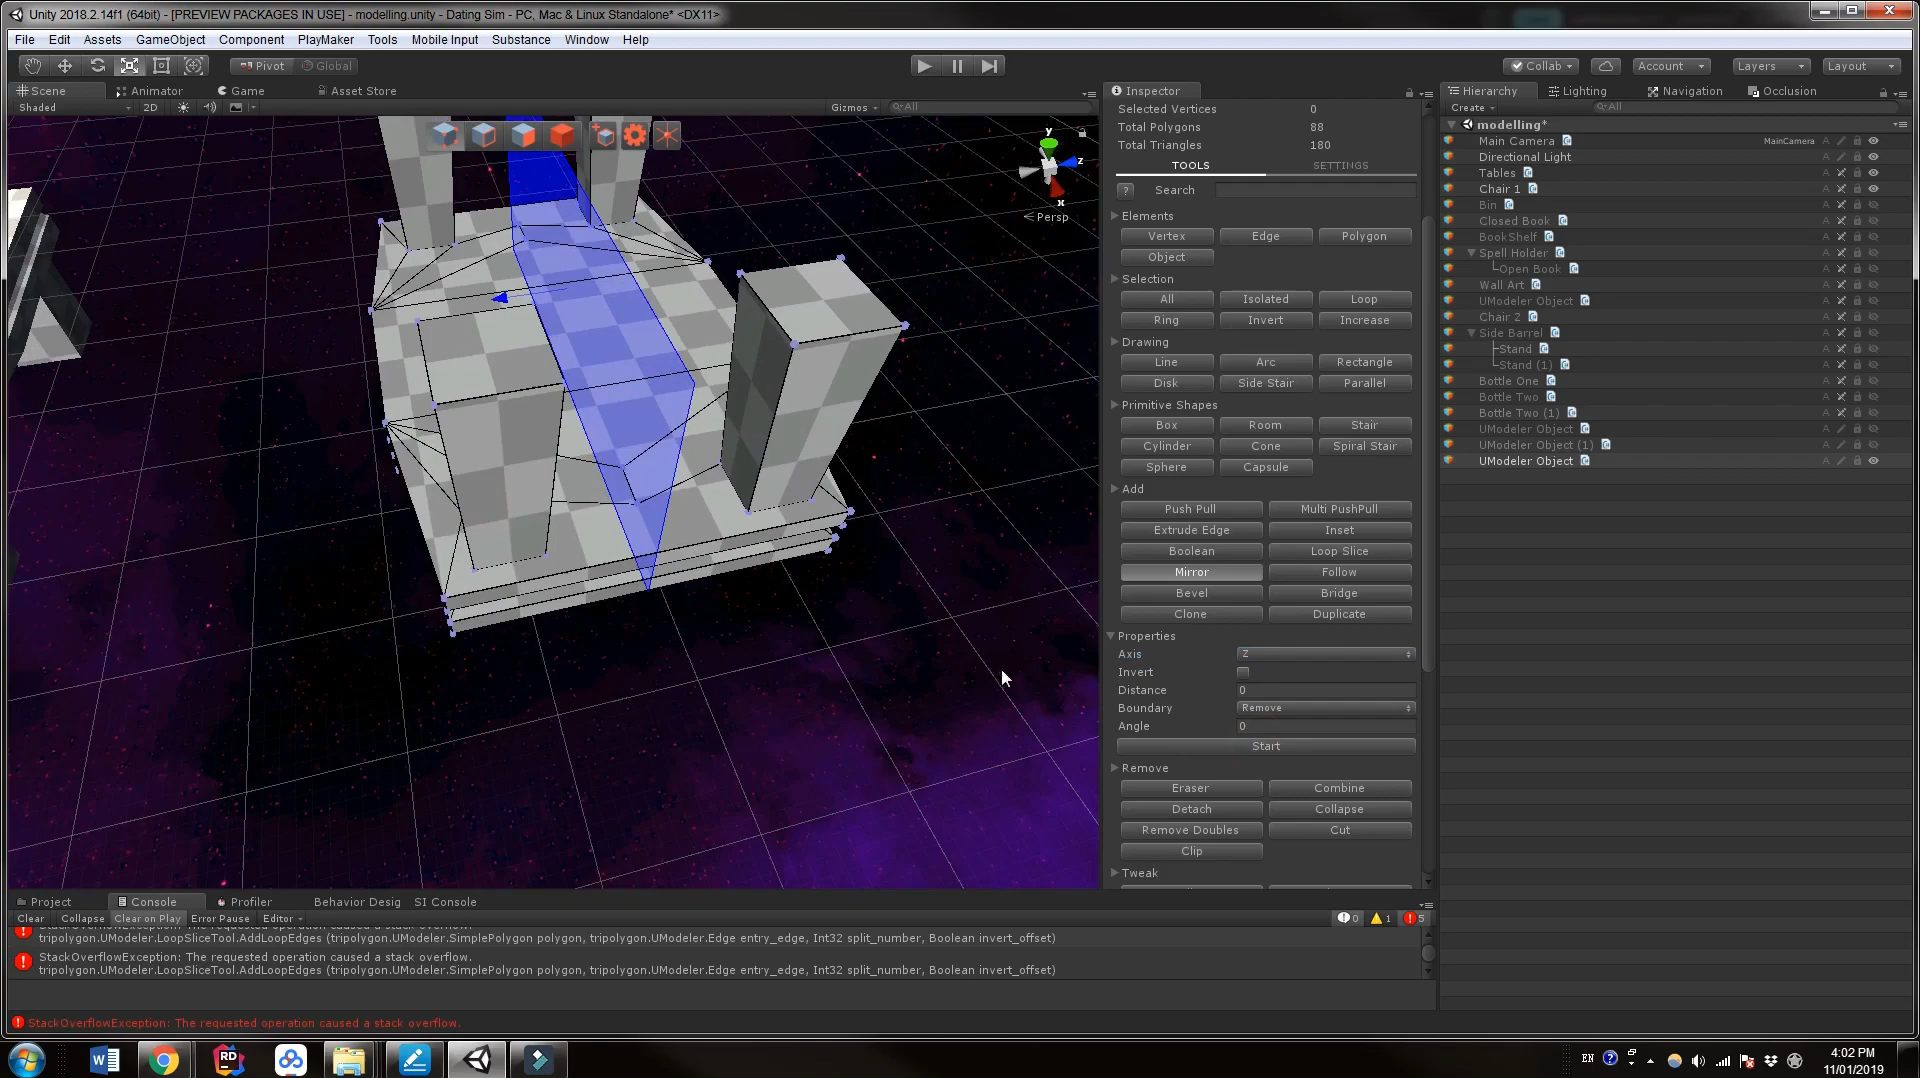 Unity 2018.2.14f1 (64bit) - [PREVIEW PACKAGES IN USE] - modelling.unity - Dating Sim - PC, Mac & Linux Standalone* <DX11>
File Edit Assets GameObject Component PlayMaker Tools Mobile Input Substance Window Help
Pivot Global Collab Account Layers Layout
Scene Animator Game Asset Store
Shaded 2D Gizmos All
y
z
x
Persp
Inspector
Selected Vertices 0
Total Polygons 88
Total Triangles 180
TOOLS SETTINGS
? Search
Elements
Vertex Edge Polygon
Object
Selection
All Isolated Loop
Ring Invert Increase
Drawing
Line Arc Rectangle
Disk Side Stair Parallel
Primitive Shapes
Box Room Stair
Cylinder Cone Spiral Stair
Sphere Capsule
Add
Push Pull Multi PushPull
Extrude Edge Inset
Boolean Loop Slice
Mirror Follow
Bevel Bridge
Clone Duplicate
Properties
Axis Z
Invert
Distance 0
Boundary Remove
Angle 0
Start
Remove
Eraser Combine
Detach Collapse
Remove Doubles Cut
Clip
Tweak
Hierarchy Lighting Navigation Occlusion
Create All
modelling*
Main Camera MainCamera
Directional Light
Tables
Chair 1
Bin
Closed Book
BookShelf
Spell Holder
Open Book
Wall Art
UModeler Object
Chair 2
Side Barrel
Stand
Stand (1)
Bottle One
Bottle Two
Bottle Two (1)
UModeler Object
UModeler Object (1)
UModeler Object
Project Console Profiler Behavior Desig SI Console
Clear Collapse Clear on Play Error Pause Editor 0 1 5
StackOverflowException: The requested operation caused a stack overflow.
tripolygon.UModeler.LoopSliceTool.AddLoopEdges (tripolygon.UModeler.SimplePolygon polygon, tripolygon.UModeler.Edge entry_edge, Int32 split_number, Boolean invert_offset)
StackOverflowException: The requested operation caused a stack overflow.
tripolygon.UModeler.LoopSliceTool.AddLoopEdges (tripolygon.UModeler.SimplePolygon polygon, tripolygon.UModeler.Edge entry_edge, Int32 split_number, Boolean invert_offset)
StackOverflowException: The requested operation caused a stack overflow.
W RD EN 4:02 PM
11/01/2019